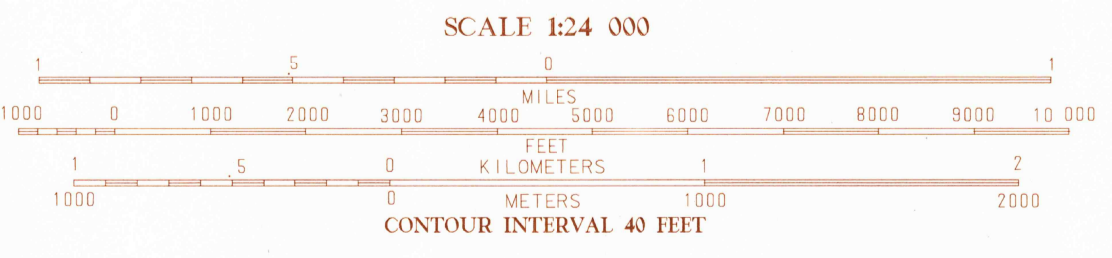 SCALE 1:24 000
1 .5 0 1
MILES
1000 0 1000 2000 3000 4000 5000 6000 7000 8000 9000 10 000
FEET
1 .5 0 KILOMETERS 1 2
1000 0 METERS 1000 2000
CONTOUR INTERVAL 40 FEET